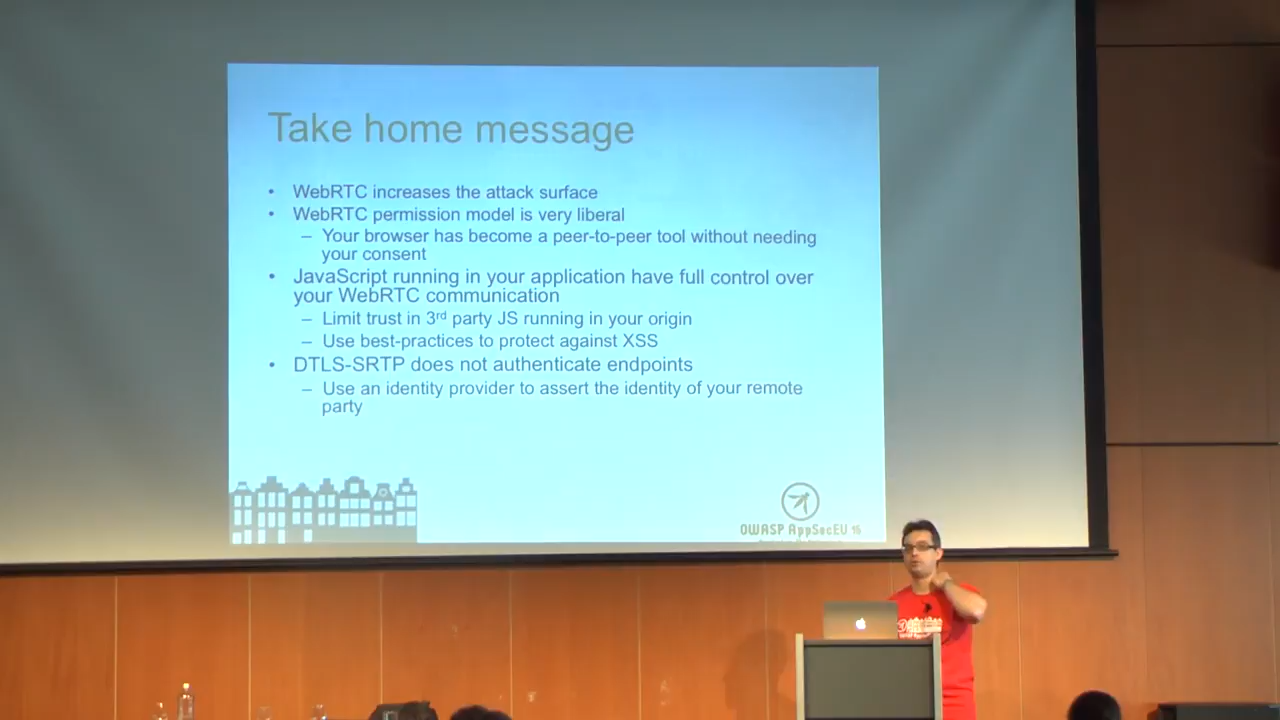 Take home message
• WebRTC increases the attack surface
• WebRTC permission model is very liberal
– Your browser has become a peer-to-peer tool without needing
your consent
• JavaScript running in your application have full control over
your WebRTC communication
– Limit trust in 3rd party JS running in your origin
– Use best-practices to protect against XSS
• DTLS-SRTP does not authenticate endpoints
– Use an identity provider to assert the identity of your remote
party
OWASP AppSecEU 15